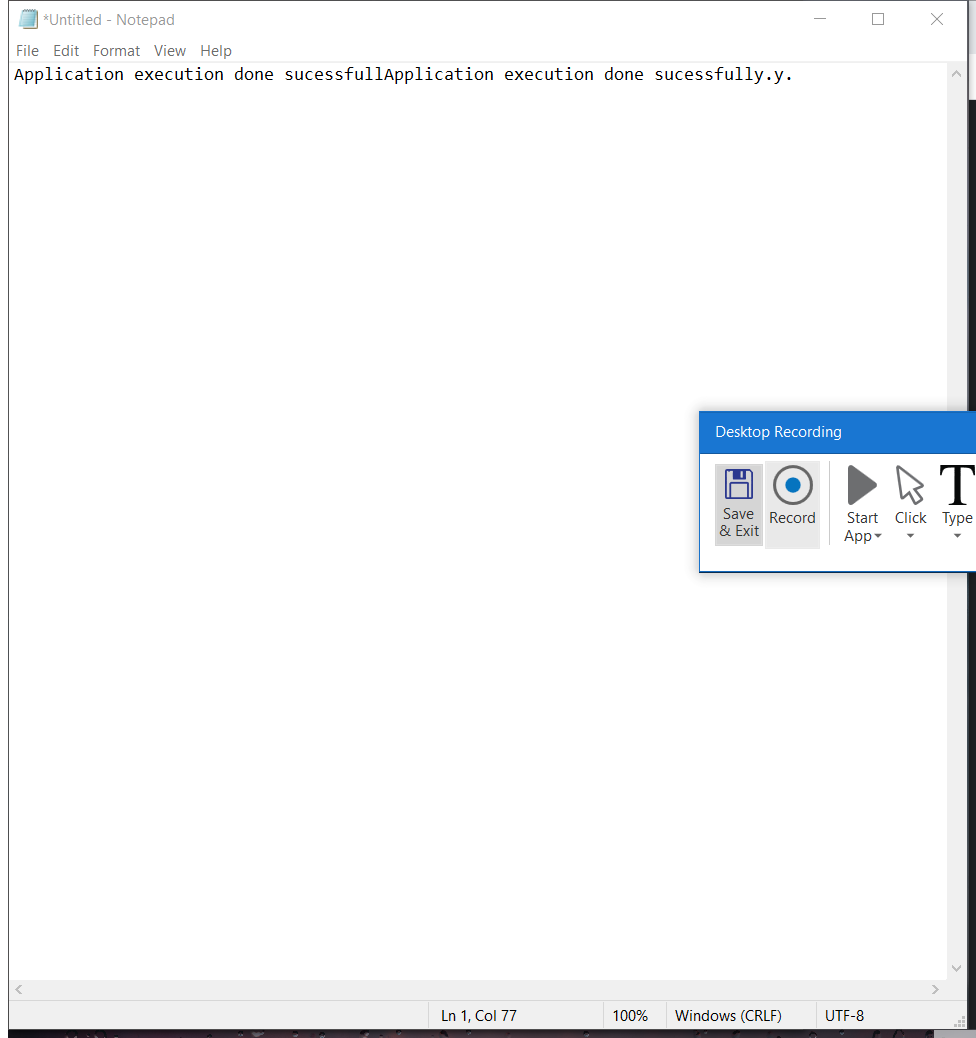 *Untitled - Notepad
File Edit Format View Help
Application execution done sucessfullApplication execution done sucessfully.y.
Desktop Recording
Save
& Exit
Record
Start
App
Click
Type
Ln 1, Col 77 100% Windows (CRLF) UTF-8